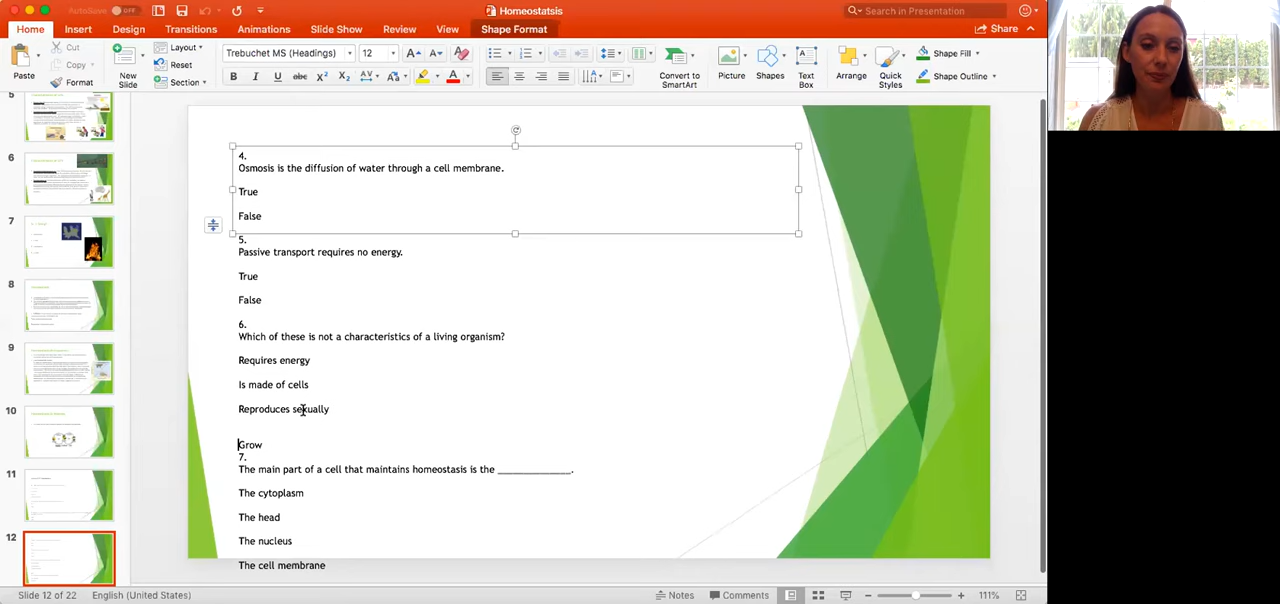 AutoSave OFF
Homeostatsis
Search in Presentation
Home Insert Design Transitions Animations Slide Show Review View Shape Format
Share
Paste
Cut
Copy
Format
New Slide
Layout
Reset
Section
Trebuchet MS (Headings) 12
Convert to SmartArt
Picture
Shapes
Text Box
Arrange
Quick Styles
Shape Fill
Shape Outline
5
6
7
8
9
10
11
12
4.
Osmosis is the diffusion of water through a cell membrane.
True
False
5.
Passive transport requires no energy.
True
False
6.
Which of these is not a characteristics of a living organism?
Requires energy
Is made of cells
Reproduces sexually
Grow
7.
The main part of a cell that maintains homeostasis is the ______________.
The cytoplasm
The head
The nucleus
The cell membrane
Slide 12 of 22 English (United States) Notes Comments 111%